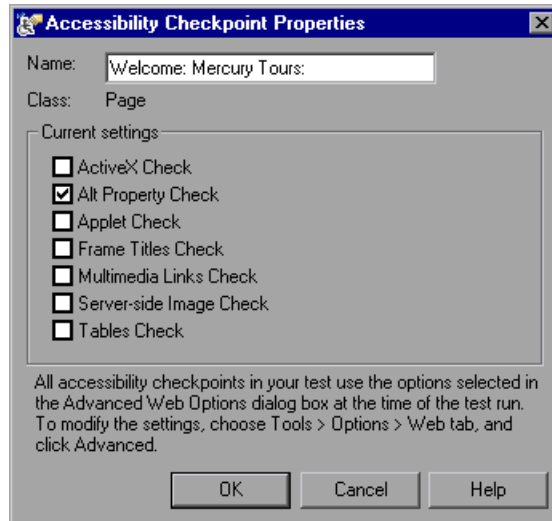 Accessibility Checkpoint Properties
Name: Welcome: Mercury Tours:
Class: Page
Current settings
ActiveX Check
Alt Property Check
Applet Check
Frame Titles Check
Multimedia Links Check
Server-side Image Check
Tables Check
All accessibility checkpoints in your test use the options selected in
the Advanced Web Options dialog box at the time of the test run.
To modify the settings, choose Tools > Options > Web tab, and
click Advanced.
OK Cancel Help